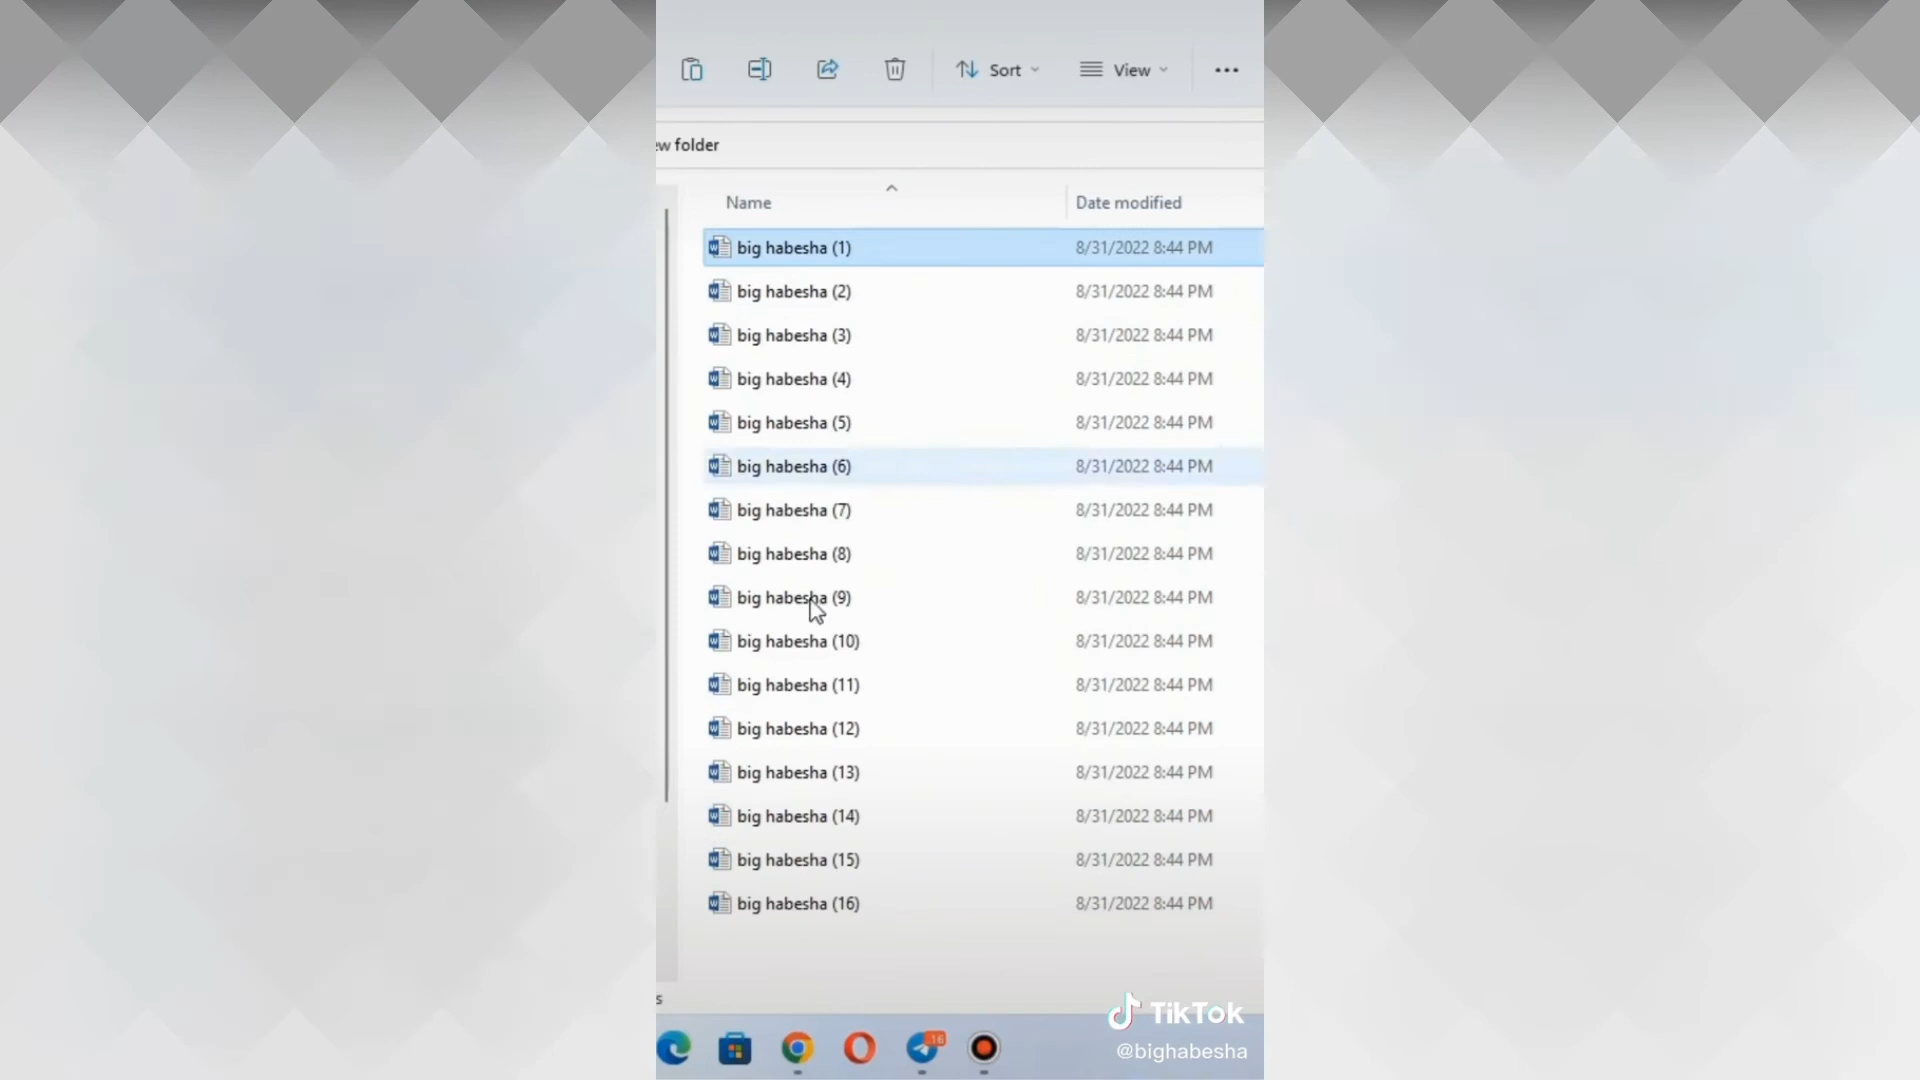 Sort
View
ew folder
Name
Date modified
big habesha (1) 8/31/2022 8:44 PM
big habesha (2) 8/31/2022 8:44 PM
big habesha (3) 8/31/2022 8:44 PM
big habesha (4) 8/31/2022 8:44 PM
big habesha (5) 8/31/2022 8:44 PM
big habesha (6) 8/31/2022 8:44 PM
big habesha (7) 8/31/2022 8:44 PM
big habesha (8) 8/31/2022 8:44 PM
big habesha (9) 8/31/2022 8:44 PM
big habesha (10) 8/31/2022 8:44 PM
big habesha (11) 8/31/2022 8:44 PM
big habesha (12) 8/31/2022 8:44 PM
big habesha (13) 8/31/2022 8:44 PM
big habesha (14) 8/31/2022 8:44 PM
big habesha (15) 8/31/2022 8:44 PM
big habesha (16) 8/31/2022 8:44 PM
s
16
TikTok
@bighabesha